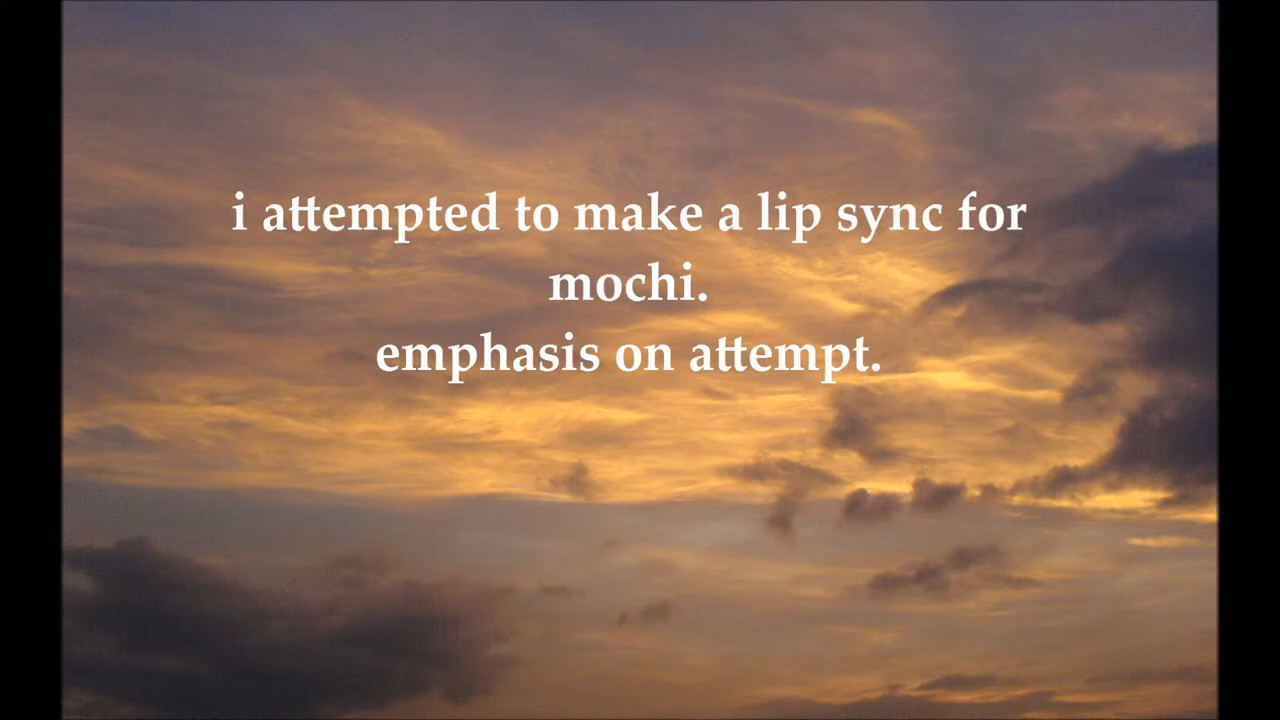 i attempted to make a lip sync for
mochi.
emphasis on attempt.